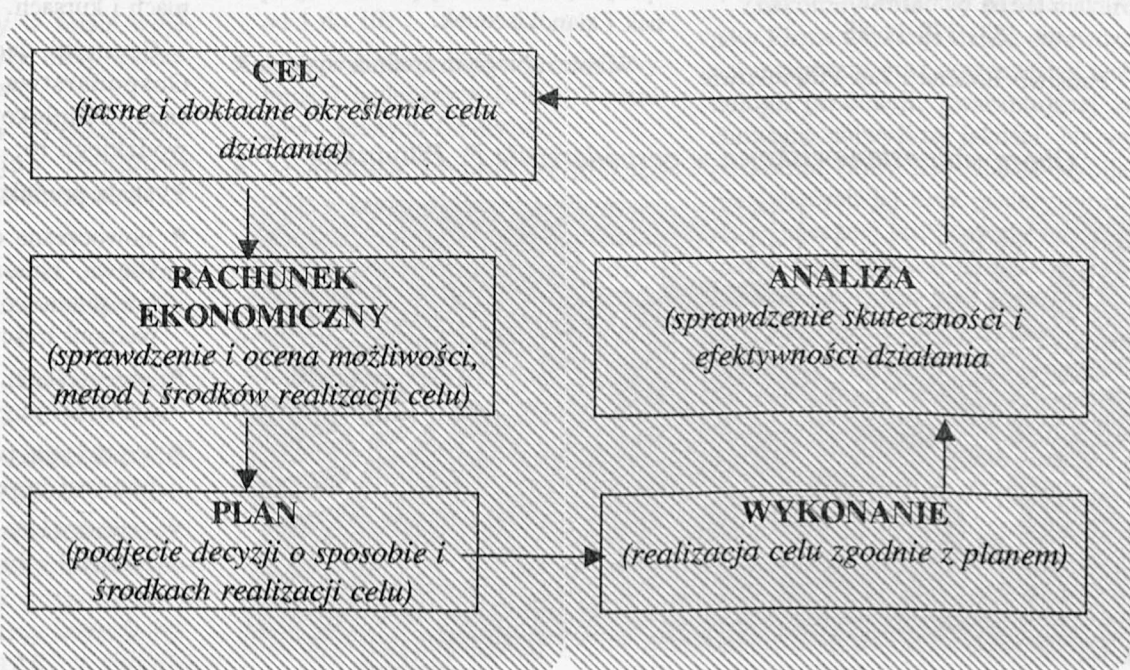 CEL
(jasne i dokładne określenie celu
działania)
RACHUNEK
EKONOMICZNY
(sprawdzenie i ocena możliwości,
metod i środków realizacji celu)
PLAN
(podjęcie decyzji o sposobie i
środkach realizacji celu)
WYKONANIE
(realizacja celu zgodnie z planem)
ANALIZA
(sprawdzenie skuteczności i
efektywności działania